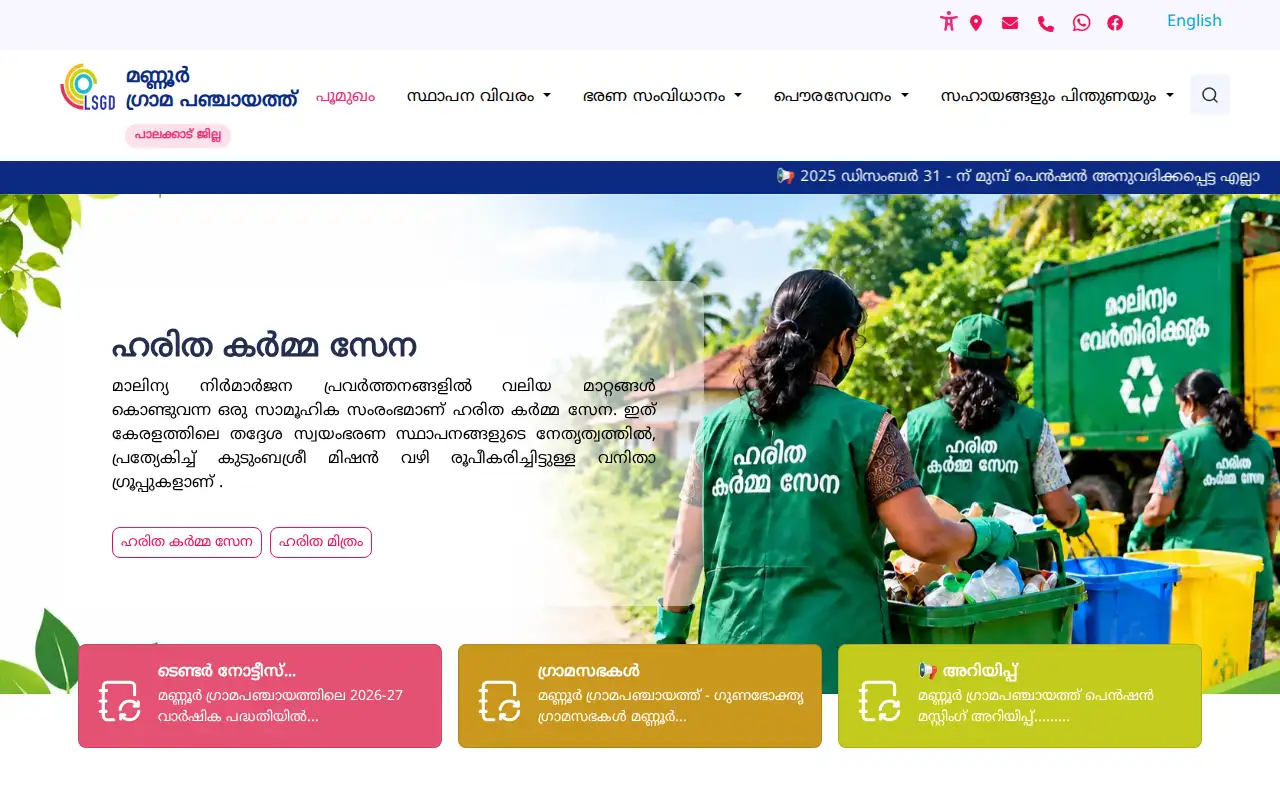 English
മണ്ണൂർ
ഗ്രാമ പഞ്ചായത്ത്
LSGD
പാലക്കാട് ജില്ല
പൂമുഖം
സ്ഥാപന വിവരം
ഭരണ സംവിധാനം
പൌരസേവനം
സഹായങ്ങളും പിന്തുണയും
2025 ഡിസംബർ 31 - ന് മുമ്പ് പെൻഷൻ അനുവദിക്കപ്പെട്ട എല്ലാ
ഹരിത കർമ്മ സേന
മാലിന്യ നിർമാർജന പ്രവർത്തനങ്ങളിൽ വലിയ മാറ്റങ്ങൾ
കൊണ്ടുവന്ന ഒരു സാമൂഹിക സംരംഭമാണ് ഹരിത കർമ്മ സേന. ഇത്
കേരളത്തിലെ തദ്ദേശ സ്വയംഭരണ സ്ഥാപനങ്ങളുടെ നേതൃത്വത്തിൽ,
പ്രത്യേകിച്ച് കുടുംബശ്രീ മിഷൻ വഴി രൂപീകരിച്ചിട്ടുള്ള വനിതാ
ഗ്രൂപ്പുകളാണ് .
ഹരിത കർമ്മ സേന
ഹരിത മിത്രം
മാലിന്യം
വേർതിരിക്കുക
ഹരിത
കർമ്മ സേന
ഹരിത
കർമ്മ സേന
ഹരിത
കർമ്മ സേന
ടെണ്ടർ നോട്ടീസ്...
മണ്ണൂർ ഗ്രാമപഞ്ചായത്തിലെ 2026-27
വാർഷിക പദ്ധതിയിൽ...
ഗ്രാമസഭകൾ
മണ്ണൂർ ഗ്രാമപഞ്ചായത്ത് - ഗുണഭോക്തൃ
ഗ്രാമസഭകൾ മണ്ണൂർ...
അറിയിപ്പ്
മണ്ണൂർ ഗ്രാമപഞ്ചായത്ത് പെൻഷൻ
മസ്റ്റിംഗ് അറിയിപ്പ്.........